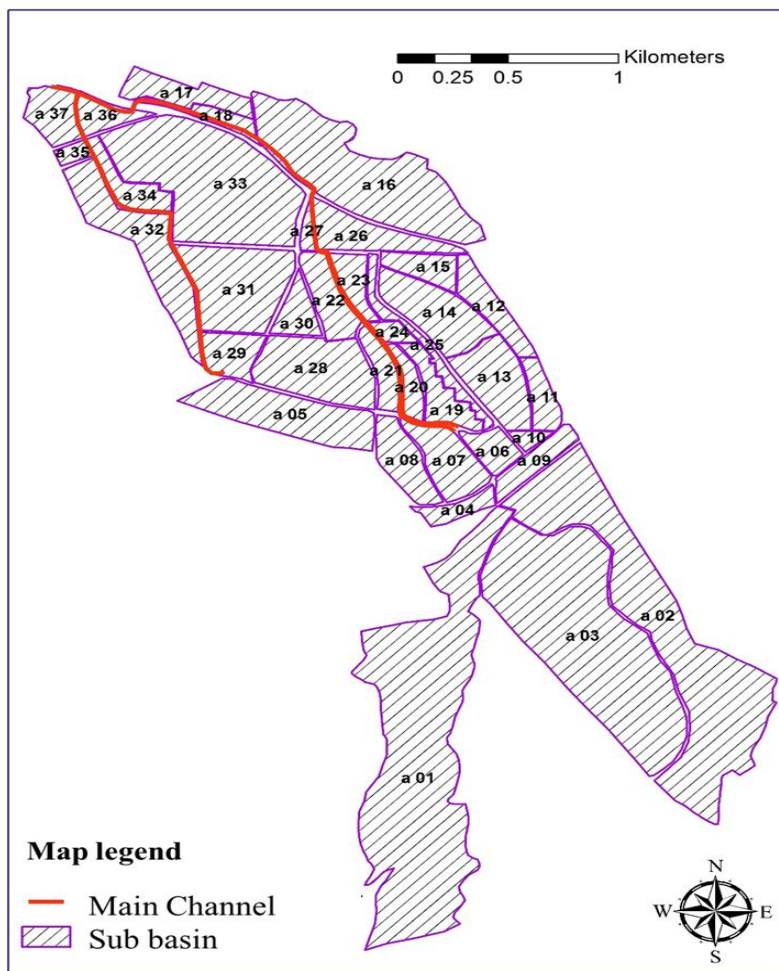 Kilometers
0 0.25 0.5 1
a 17
a 37
a 36
a 18
a 35
a 33
a 16
a 34
a 32
a 27
a 26
a 15
a 23
a 31
a 22
a 12
a 14
a 30
a 24
a 25
a 29
a 28
a 21
a 20
a 13
a 11
a 05
a 19
a 10
a 06
a 08
a 07
a 09
a 04
a 02
a 03
a 01
Map legend
Main Channel
Sub basin
N
W E
S